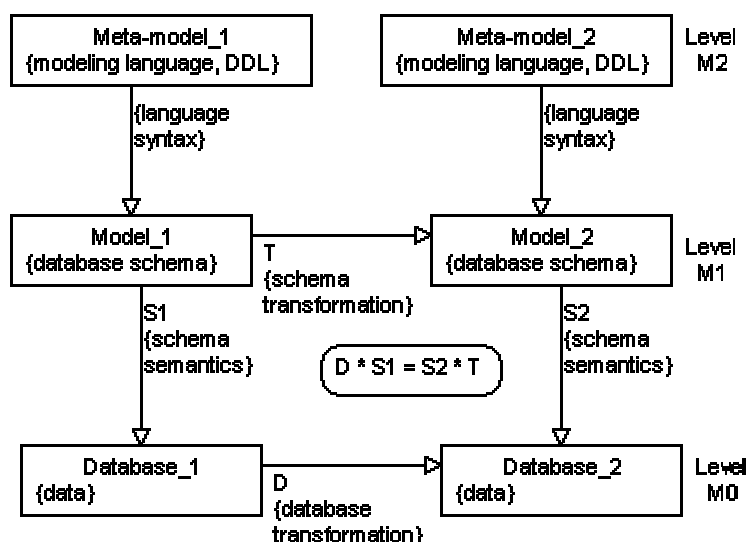 Meta-model_1
{modeling language, DDL}
Meta-model_2
{modeling language, DDL}
Level
M2
{language
syntax}
{language
syntax}
Model_1
{database schema}
T
{schema
transformation}
Model_2
{database schema}
Level
M1
S1
{schema
semantics}
D * S1 = S2 * T
S2
{schema
semantics}
Database_1
{data}
D
{database
transformation}
Database_2
{data}
Level
M0